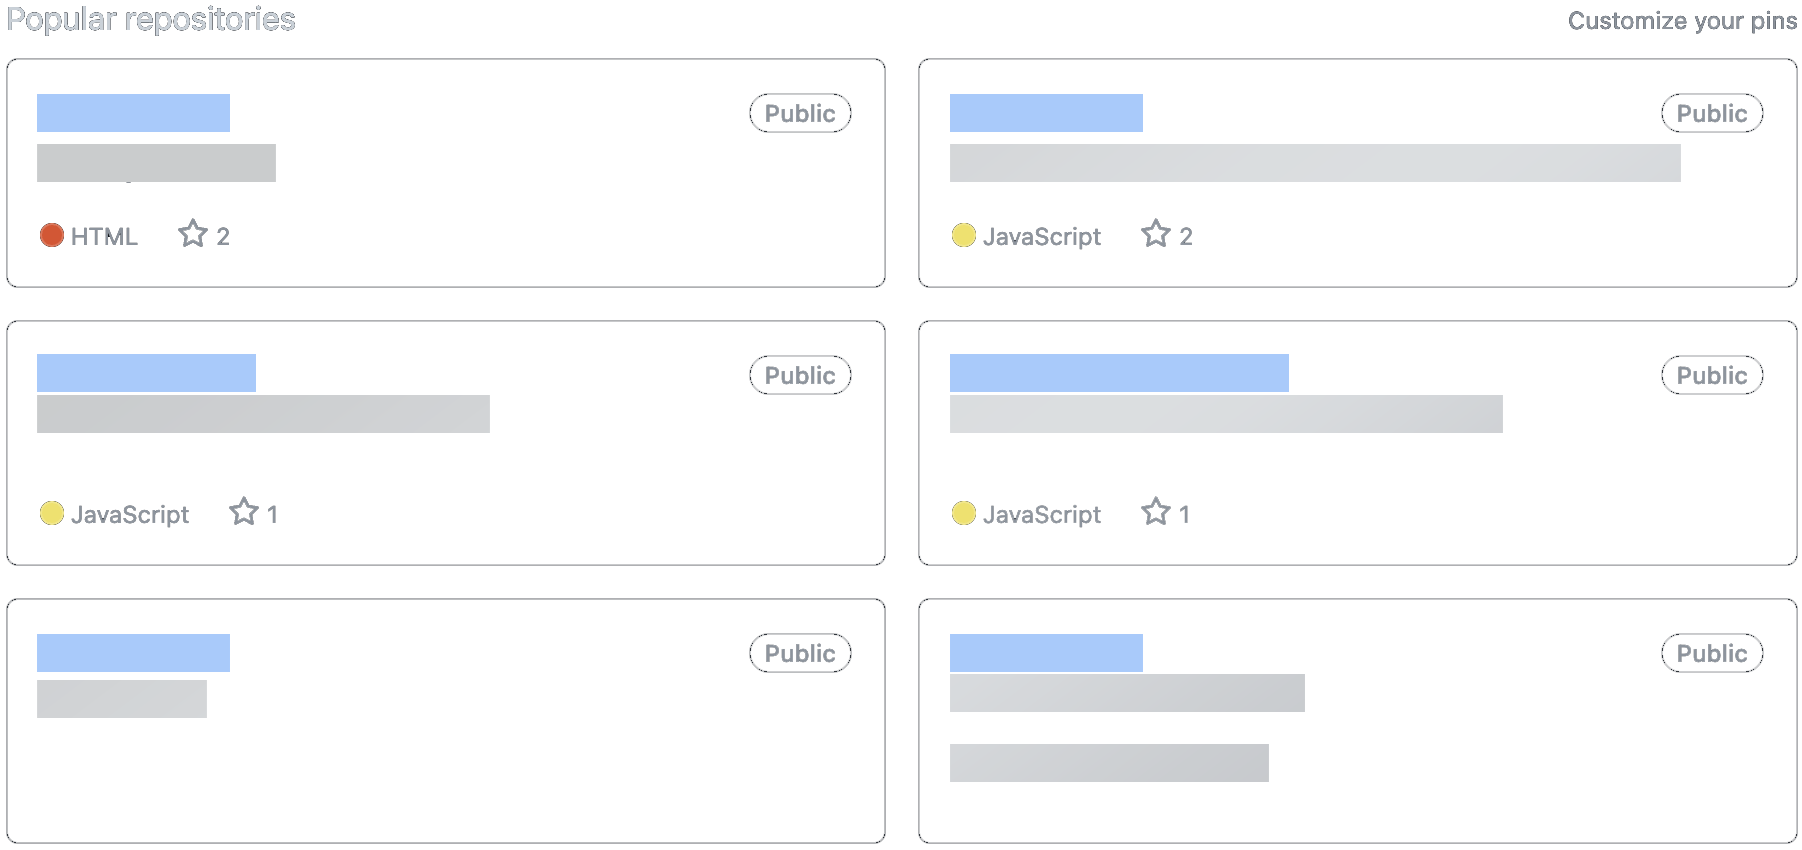 Popular repositories
Customize your pins
Public
HTML 2
Public
JavaScript 2
Public
JavaScript 1
Public
JavaScript 1
Public
Public